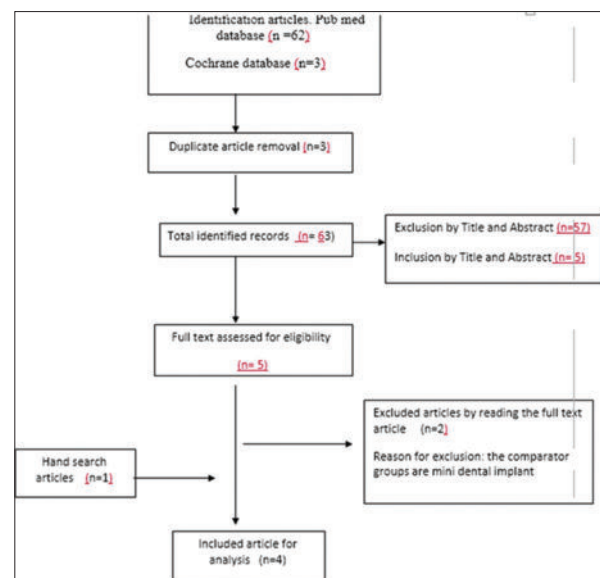 Identification articles. Pub med
database (n =62)
Cochrane database (n=3)
Duplicate article removal (n=3)
Total identified records (n= 63)
Exclusion by Title and Abstract (n=57)
Inclusion by Title and Abstract (n= 5)
Full text assessed for eligibility
(n= 5)
Excluded articles by reading the full text
article (n=2)
Reason for exclusion: the comparator
groups are mini dental implant
Hand search
articles (n=1)
Included article for
analysis (n=4)